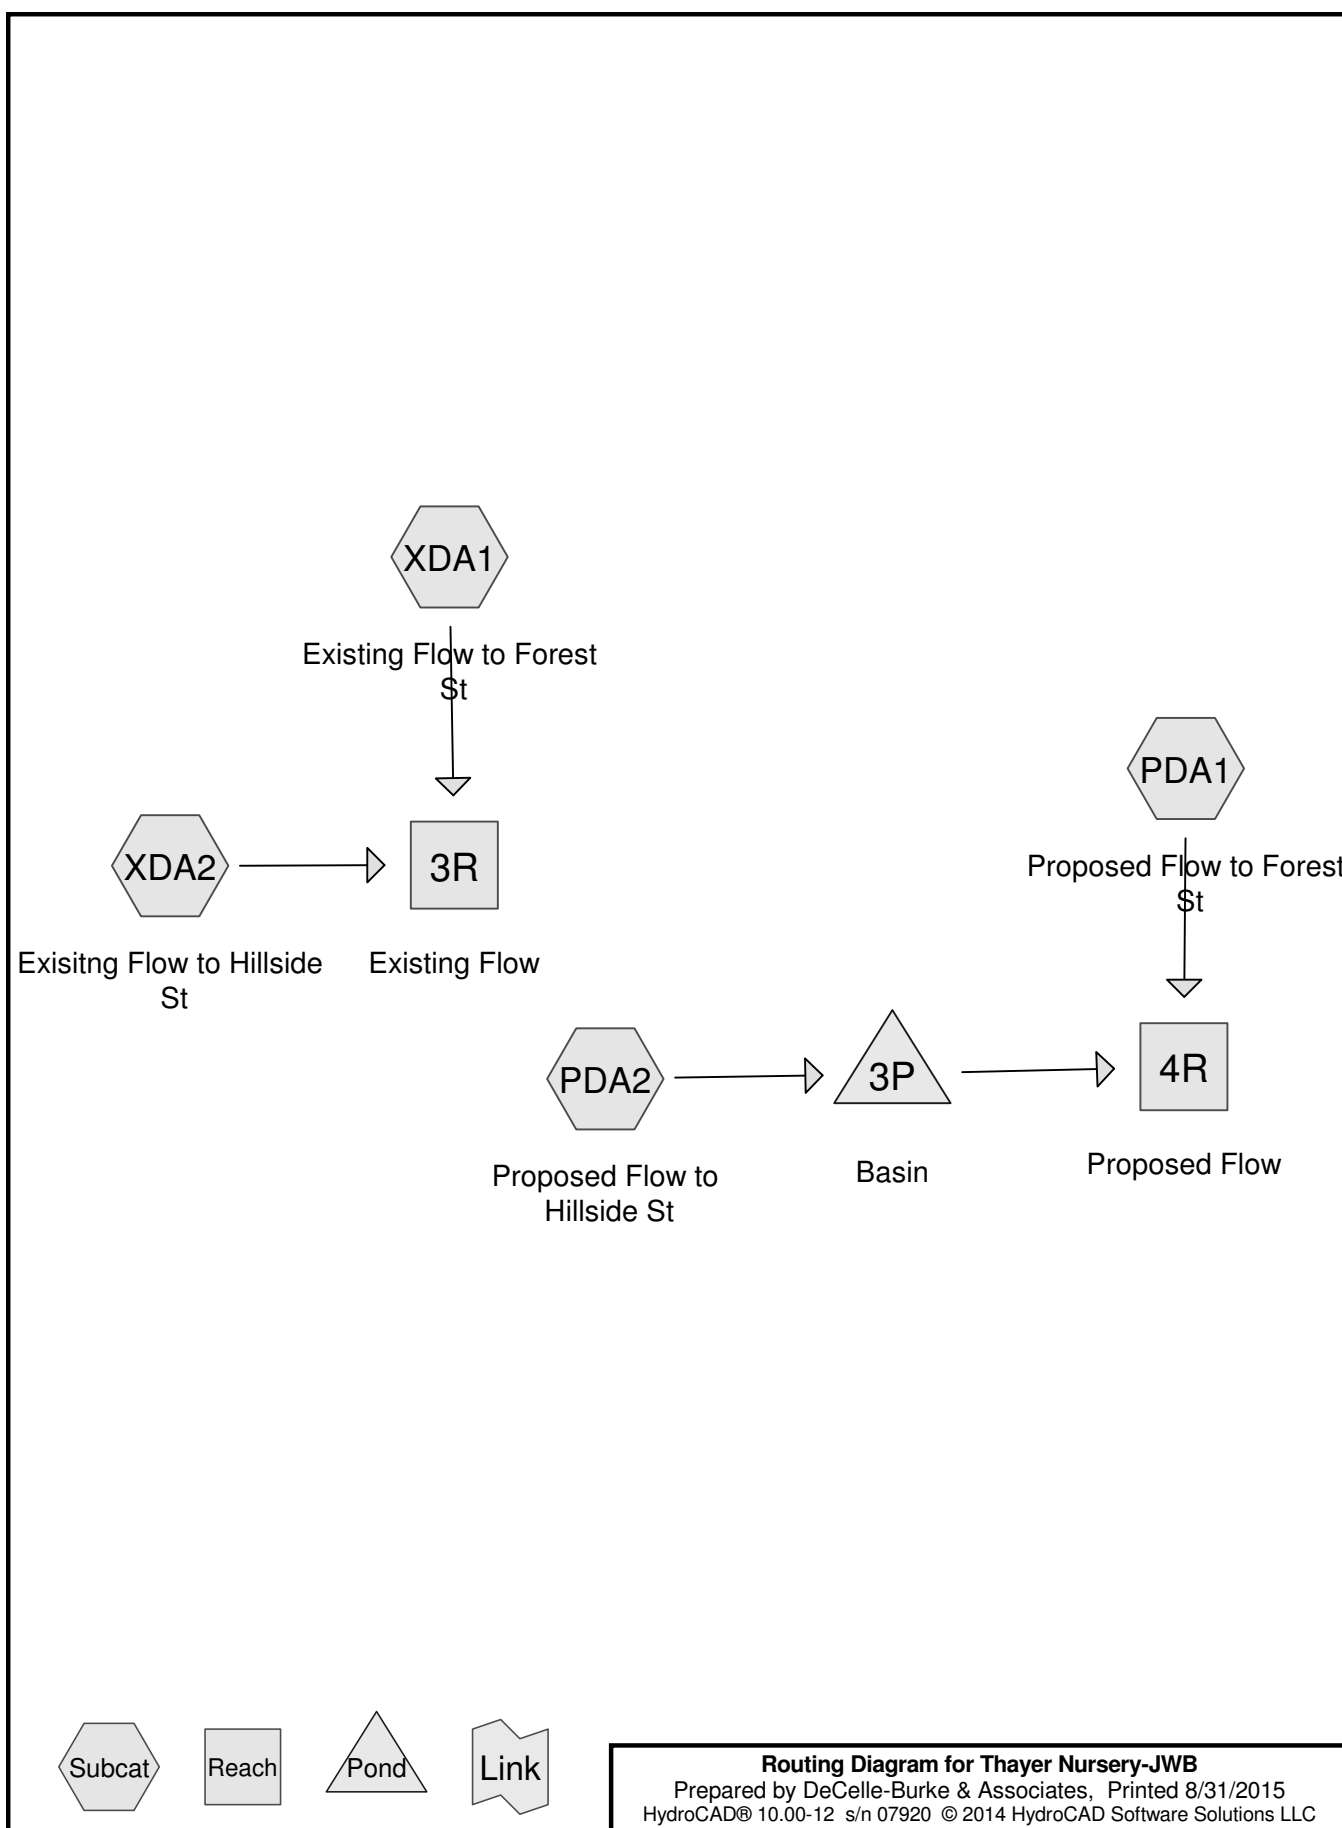 XDA1
Existing Flow to Forest
St
XDA2
Exisitng Flow to Hillside
St
3R
Existing Flow
PDA1
Proposed Flow to Forest
St
PDA2
Proposed Flow to
Hillside St
3P
Basin
4R
Proposed Flow
Subcat
Reach
Pond
Link
Routing Diagram for Thayer Nursery-JWB
Prepared by DeCelle-Burke & Associates, Printed 8/31/2015
HydroCAD® 10.00-12 s/n 07920 © 2014 HydroCAD Software Solutions LLC